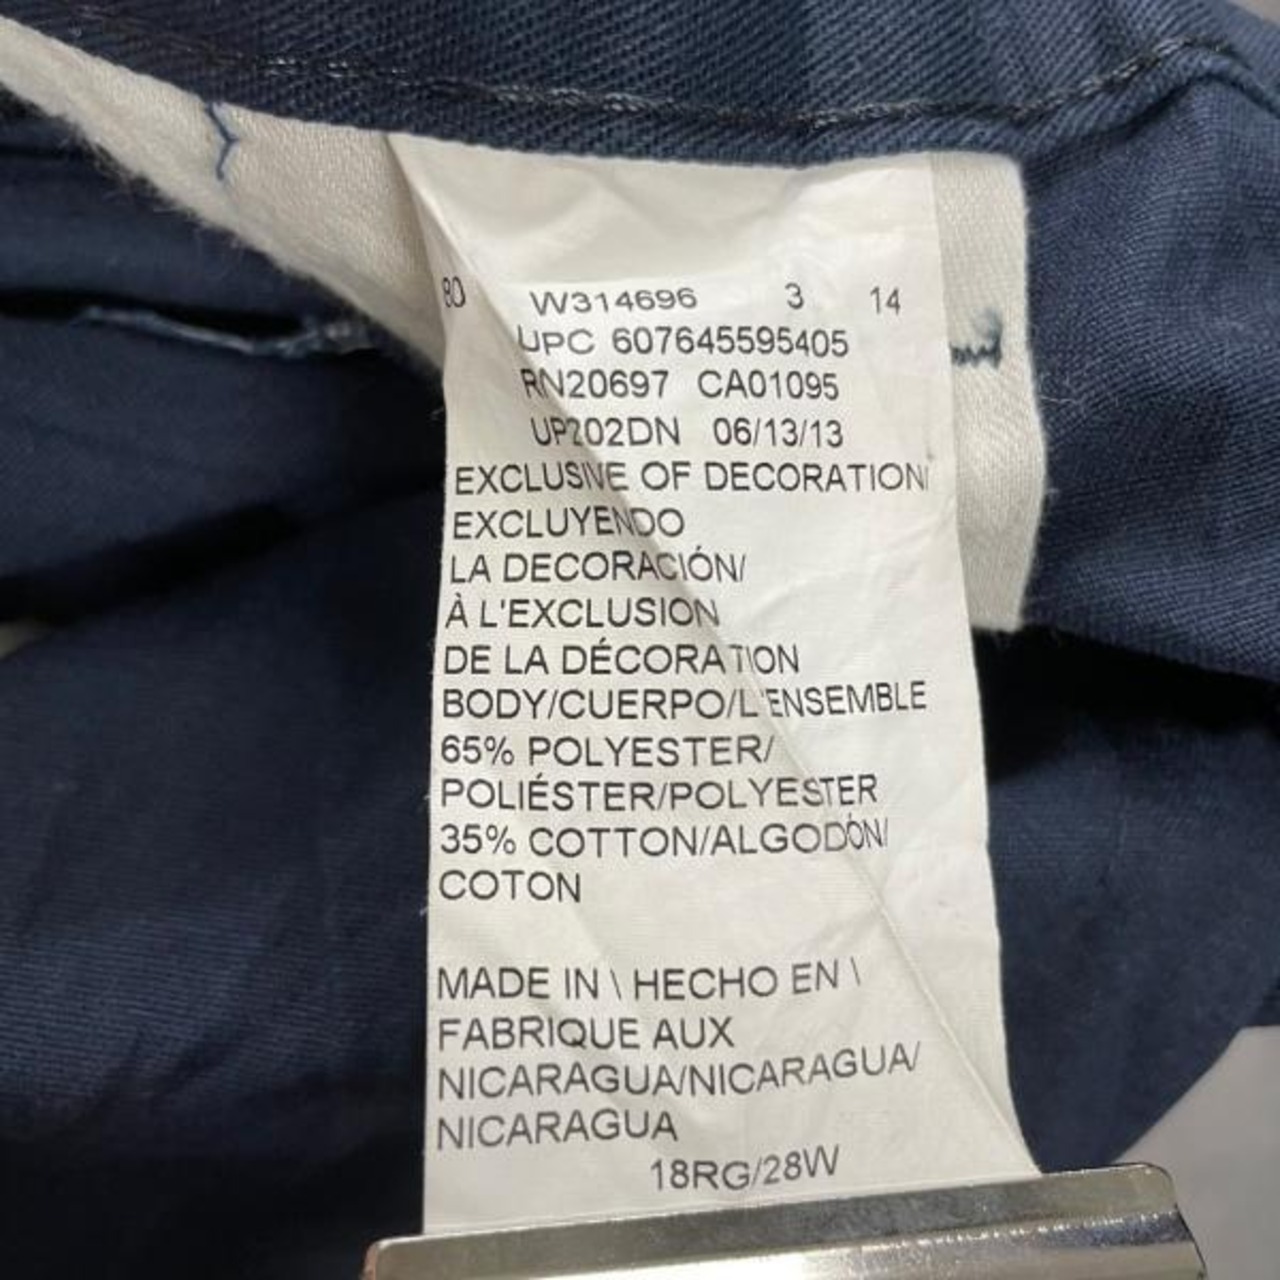 80 W314696 3 14
UPC 607645595405
RN20697 CA01095
UP202DN 06/13/13
EXCLUSIVE OF DECORATION/
EXCLUYENDO
LA DECORACIÓN/
À L'EXCLUSION
DE LA DÉCORATION
BODY/CUERPO/L'ENSEMBLE
65% POLYESTER/
POLIÉSTER/POLYESTER
35% COTTON/ALGODÓN/
COTON
MADE IN \ HECHO EN \
FABRIQUE AUX
NICARAGUA/NICARAGUA/
NICARAGUA
18RG/28W